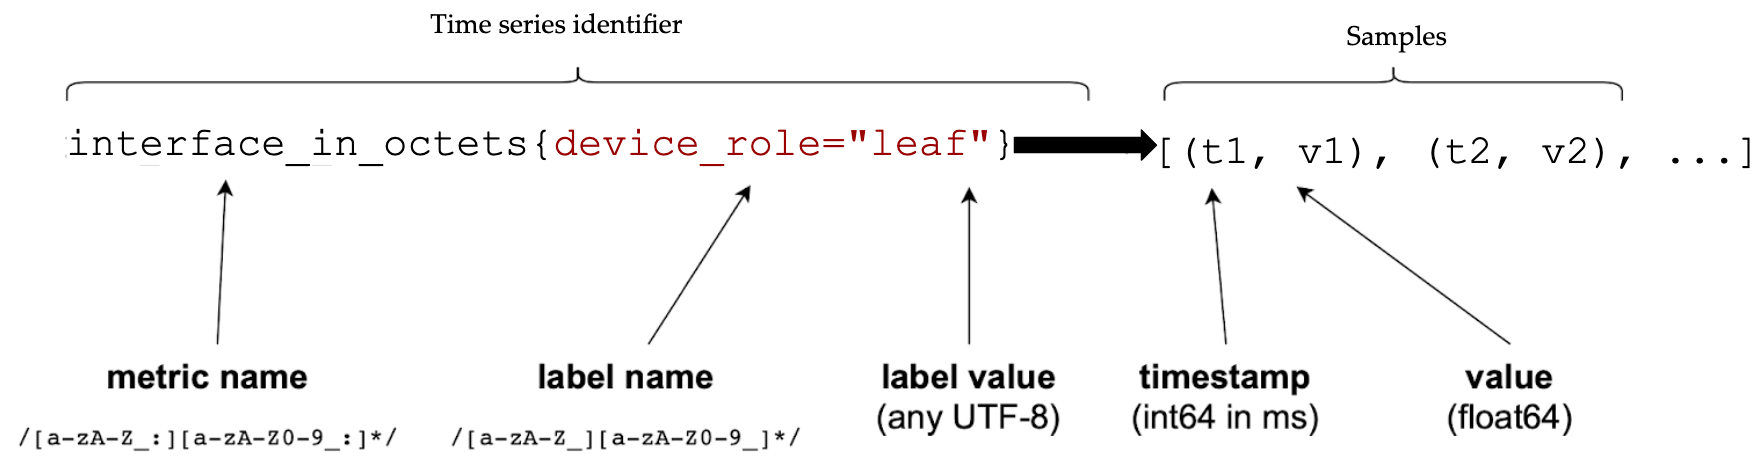 Time series identifier
Samples
interface_in_octets{device_role="leaf"}
[(t1, v1), (t2, v2), ...]
metric name
/[a-zA-Z_:][a-zA-Z0-9_:]*/
label name
/[a-zA-Z_][a-zA-Z0-9_]*/
label value
(any UTF-8)
timestamp
(int64 in ms)
value
(float64)